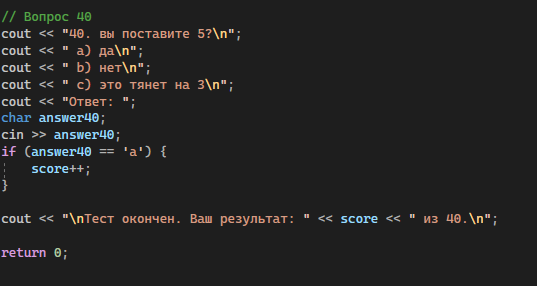 // Вопрос 40
cout << "40. вы поставите 5?\n";
cout << " a) да\n";
cout << " b) нет\n";
cout << " c) это тянет на 3\n";
cout << "Ответ: ";
char answer40;
cin >> answer40;
if (answer40 == 'a') {
    score++;
}
cout << "\nТест окончен. Ваш результат: " << score << " из 40.\n";
return 0;